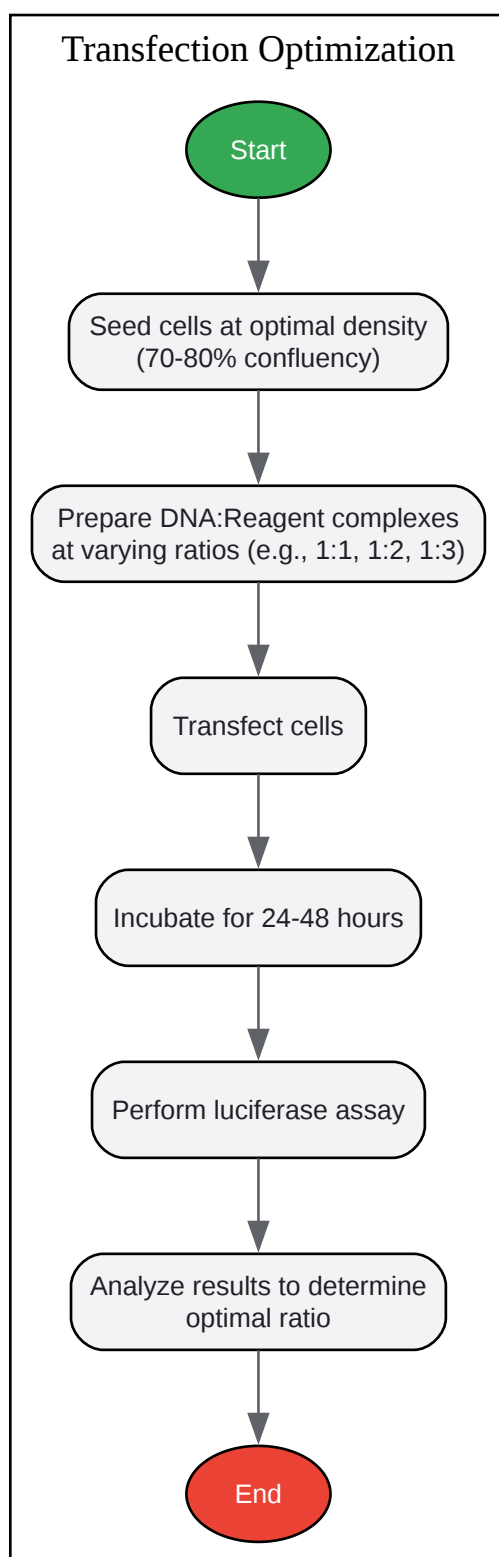 Transfection Optimization
Start
Seed cells at optimal density
(70-80% confluency)
Prepare DNA:Reagent complexes
at varying ratios (e.g., 1:1, 1:2, 1:3)
Transfect cells
Incubate for 24-48 hours
Perform luciferase assay
Analyze results to determine
optimal ratio
End